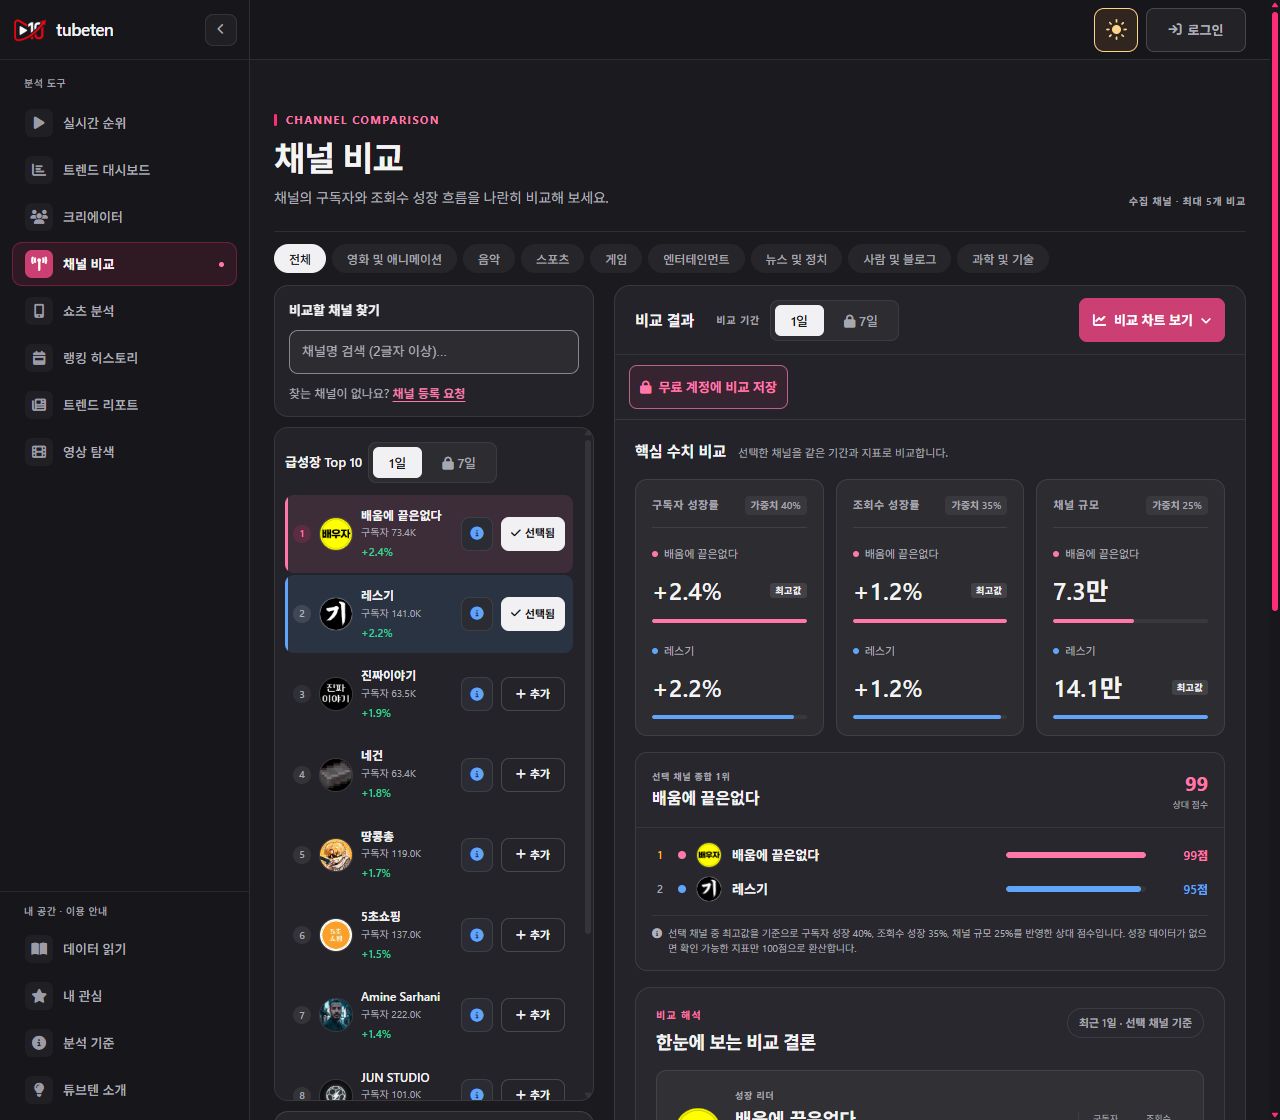 tubeten
로그인
분석 도구
실시간 순위
트렌드 대시보드
크리에이터
채널 비교
쇼츠 분석
랭킹 히스토리
트렌드 리포트
영상 탐색
내 공간 · 이용 안내
데이터 읽기
내 관심
분석 기준
튜브텐 소개
CHANNEL COMPARISON
채널 비교
채널의 구독자와 조회수 성장 흐름을 나란히 비교해 보세요.
수집 채널 · 최대 5개 비교
전체 영화 및 애니메이션 음악 스포츠 게임 엔터테인먼트 뉴스 및 정치 사람 및 블로그 과학 및 기술
비교할 채널 찾기
채널명 검색 (2글자 이상)...
찾는 채널이 없나요? 채널 등록 요청
급성장 Top 10 1일 7일
1 배우자 배움에 끝은없다
구독자 73.4K
+2.4%
선택됨
2 기 레스기
구독자 141.0K
+2.2%
선택됨
3 진짜 이야기 진짜이야기
구독자 63.5K
+1.9%
추가
4 네건
구독자 63.4K
+1.8%
추가
5 땅콩총
구독자 119.0K
+1.7%
추가
6 5초쇼핑
구독자 137.0K
+1.5%
추가
7 Amine Sarhani
구독자 222.0K
+1.4%
추가
8 JUN STUDIO
구독자 101.0K
추가
비교 결과 비교 기간 1일 7일
비교 차트 보기
무료 계정에 비교 저장
핵심 수치 비교 선택한 채널을 같은 기간과 지표로 비교합니다.
구독자 성장률 가중치 40%
배움에 끝은없다
+2.4% 최고값
레스기
+2.2%
조회수 성장률 가중치 35%
배움에 끝은없다
+1.2% 최고값
레스기
+1.2%
채널 규모 가중치 25%
배움에 끝은없다
7.3만
레스기
14.1만 최고값
선택 채널 종합 1위
배움에 끝은없다
99
상대 점수
1 배우자 배움에 끝은없다 99점
2 기 레스기 95점
선택 채널 중 최고값을 기준으로 구독자 성장 40%, 조회수 성장 35%, 채널 규모 25%를 반영한 상대 점수입니다. 성장 데이터가 없으
면 확인 가능한 지표만 100점으로 환산합니다.
비교 해석
한눈에 보는 비교 결론
최근 1일 · 선택 채널 기준
성장 리더
배움에 끝은없다
구독자 조회수